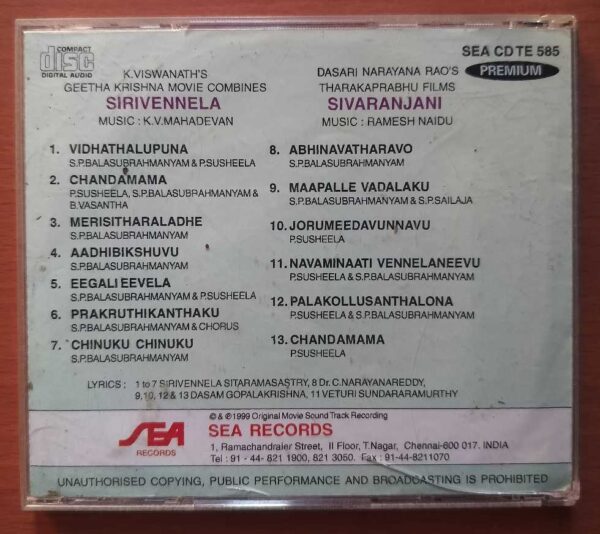 COMPACT
disc
DIGITAL AUDIO
SEA CDTE 585
PREMIUM
K.VISWANATH'S
GEETHA KRISHNA MOVIE COMBINES
SIRIVENNELA
MUSIC : K.V.MAHADEVAN
1. VIDHATHALUPUNA
S.P.BALASUBRAHMANYAM & P.SUSHEELA
2. CHANDAMAMA
P.SUSHEELA, S.P.BALASUBRAHMANYAM &
B.VASANTHA
3. MERISITHARALADHE
S.P.BALASUBRAHMANYAM
4. AADHIBIKSHUVU
S.P.BALASUBRAHMANYAM
5. EEGALI EEVELA
S.P.BALASUBRAHMANYAM & P.SUSHEELA
6. PRAKRUTHIKANTHAKU
S.P.BALASUBRAHMANYAM & CHORUS
7. CHINUKU CHINUKU
S.P.BALASUBRAHMANYAM
DASARI NARAYANA RAO'S
THARAKAPRABHU FILMS
SIVARANJANI
MUSIC : RAMESH NAIDU
8. ABHINAVATHARAVO
S.P.BALASUBRAHMANYAM
9. MAAPALLE VADALAKU
S.P.BALASUBRAHMANYAM & S.P.SAILAJA
10. JORUMEEDAVUNNAVU
P.SUSHEELA
11. NAVAMINAATI VENNELANEEVU
P.SUSHEELA & S.P.BALASUBRAHMANYAM
12. PALAKOLLUSANTHALONA
P.SUSHEELA & S.P.BALASUBRAHMANYAM
13. CHANDAMAMA
P.SUSHEELA
LYRICS : 1 to 7 SIRIVENNELA SITARAMASASTRY, 8 Dr.C.NARAYANAREDDY,
9,10, 12 & 13 DASAM GOPALAKRISHNA, 11 VETURI SUNDARARAMURTHY
© & ℗ 1999 Original Movie Sound Track Recording
SEA
RECORDS
SEA RECORDS
1, Ramachandraier Street, II Floor, T.Nagar, Chennai-600 017. INDIA
Tel : 91 - 44- 821 1900, 821 3050. Fax : 91-44-8211070
UNAUTHORISED COPYING, PUBLIC PERFORMANCE AND BROADCASTING IS PROHIBITED